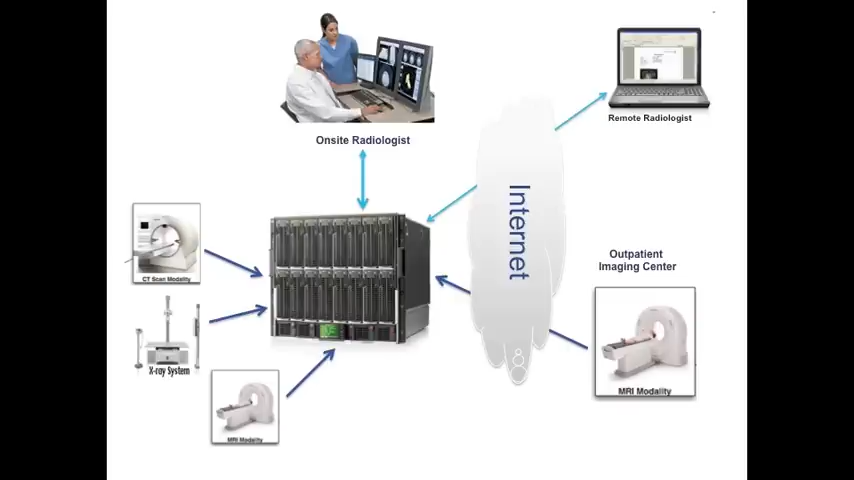 Onsite Radiologist
Remote Radiologist
Internet
CT Scan Modality
Outpatient
Imaging Center
X-ray System
MRI Modality
MRI Modality